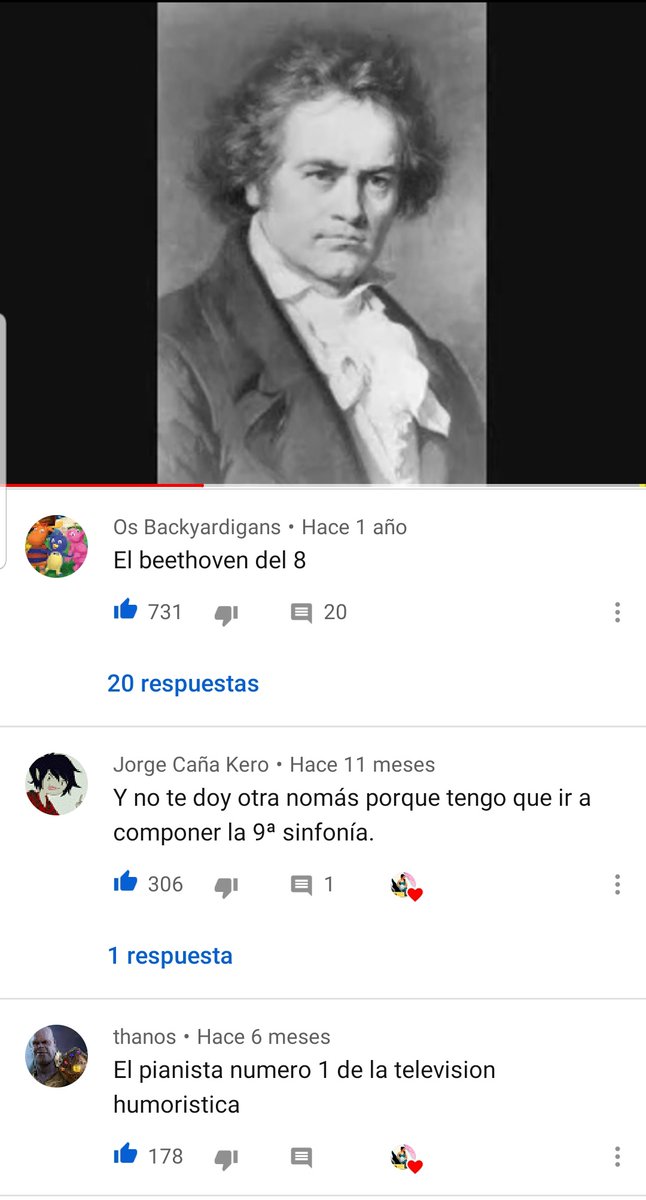 Os Backyardigans • Hace 1 año
El beethoven del 8
731
20
20 respuestas
Jorge Caña Kero • Hace 11 meses
Y no te doy otra nomás porque tengo que ir a
componer la 9ª sinfonía.
306
1
1 respuesta
thanos • Hace 6 meses
El pianista numero 1 de la television
humoristica
178